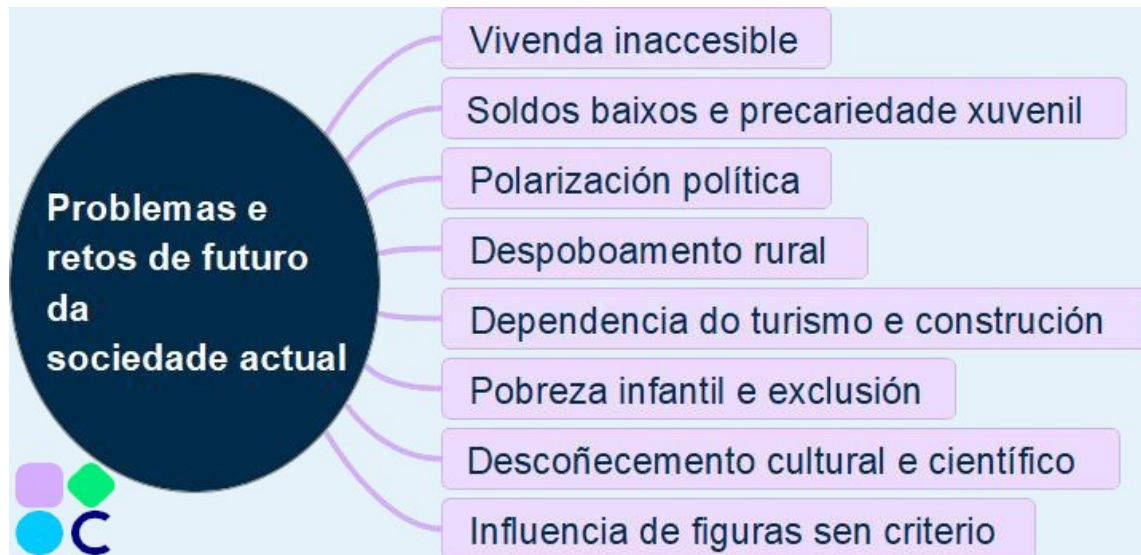 Problemas e
retos de futuro
da
sociedade actual
Vivenda inaccesible
Soldos baixos e precariedade xuvenil
Polarización política
Despoboamento rural
Dependencia do turismo e construción
Pobreza infantil e exclusión
Descoñecemento cultural e científico
Influencia de figuras sen criterio